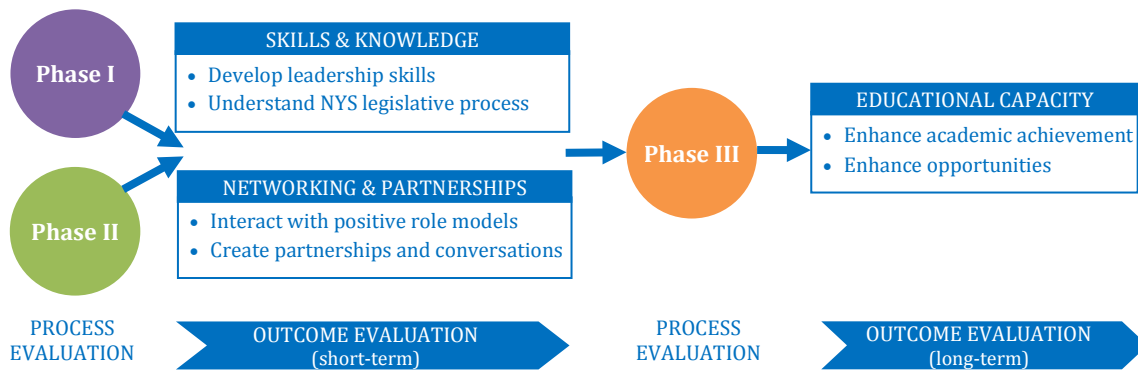 Phase I
SKILLS & KNOWLEDGE
• Develop leadership skills
• Understand NYS legislative process
Phase II
NETWORKING & PARTNERSHIPS
• Interact with positive role models
• Create partnerships and conversations
Phase III
EDUCATIONAL CAPACITY
• Enhance academic achievement
• Enhance opportunities
PROCESS
EVALUATION
OUTCOME EVALUATION
(short-term)
PROCESS
EVALUATION
OUTCOME EVALUATION
(long-term)